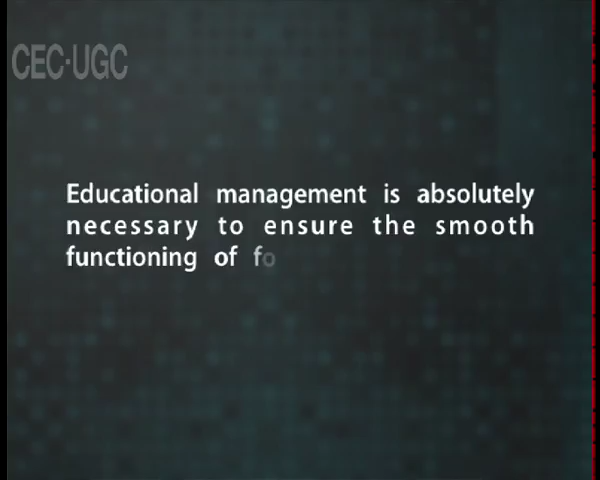 CEC-UGC
Educational management is absolutely
necessary to ensure the smooth
functioning of fo